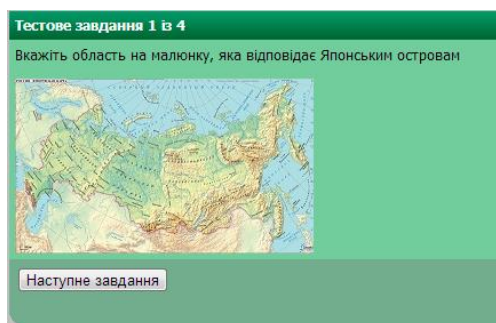 Тестове завдання 1 із 4
Вкажіть область на малюнку, яка відповідає Японським островам
Наступне завдання